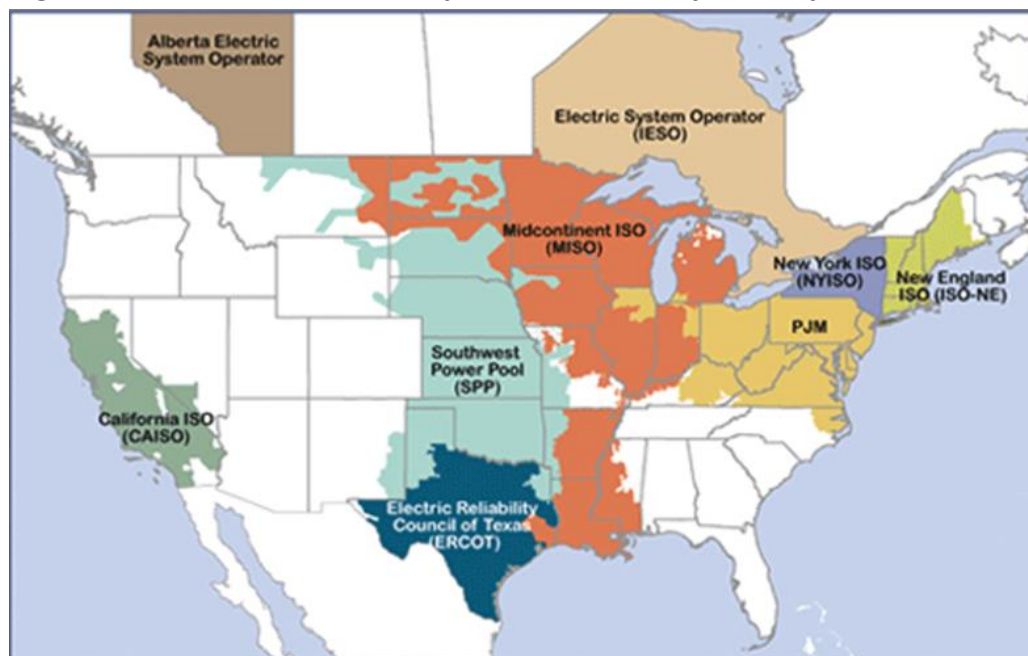 Alberta Electric
System Operator
Electric System Operator
(IESO)
Midcontinent ISO
(MISO)
New York ISO
(NYISO)
New England
ISO (ISO-NE)
PJM
Southwest
Power Pool
(SPP)
California ISO
(CAISO)
Electric Reliability
Council of Texas
(ERCOT)